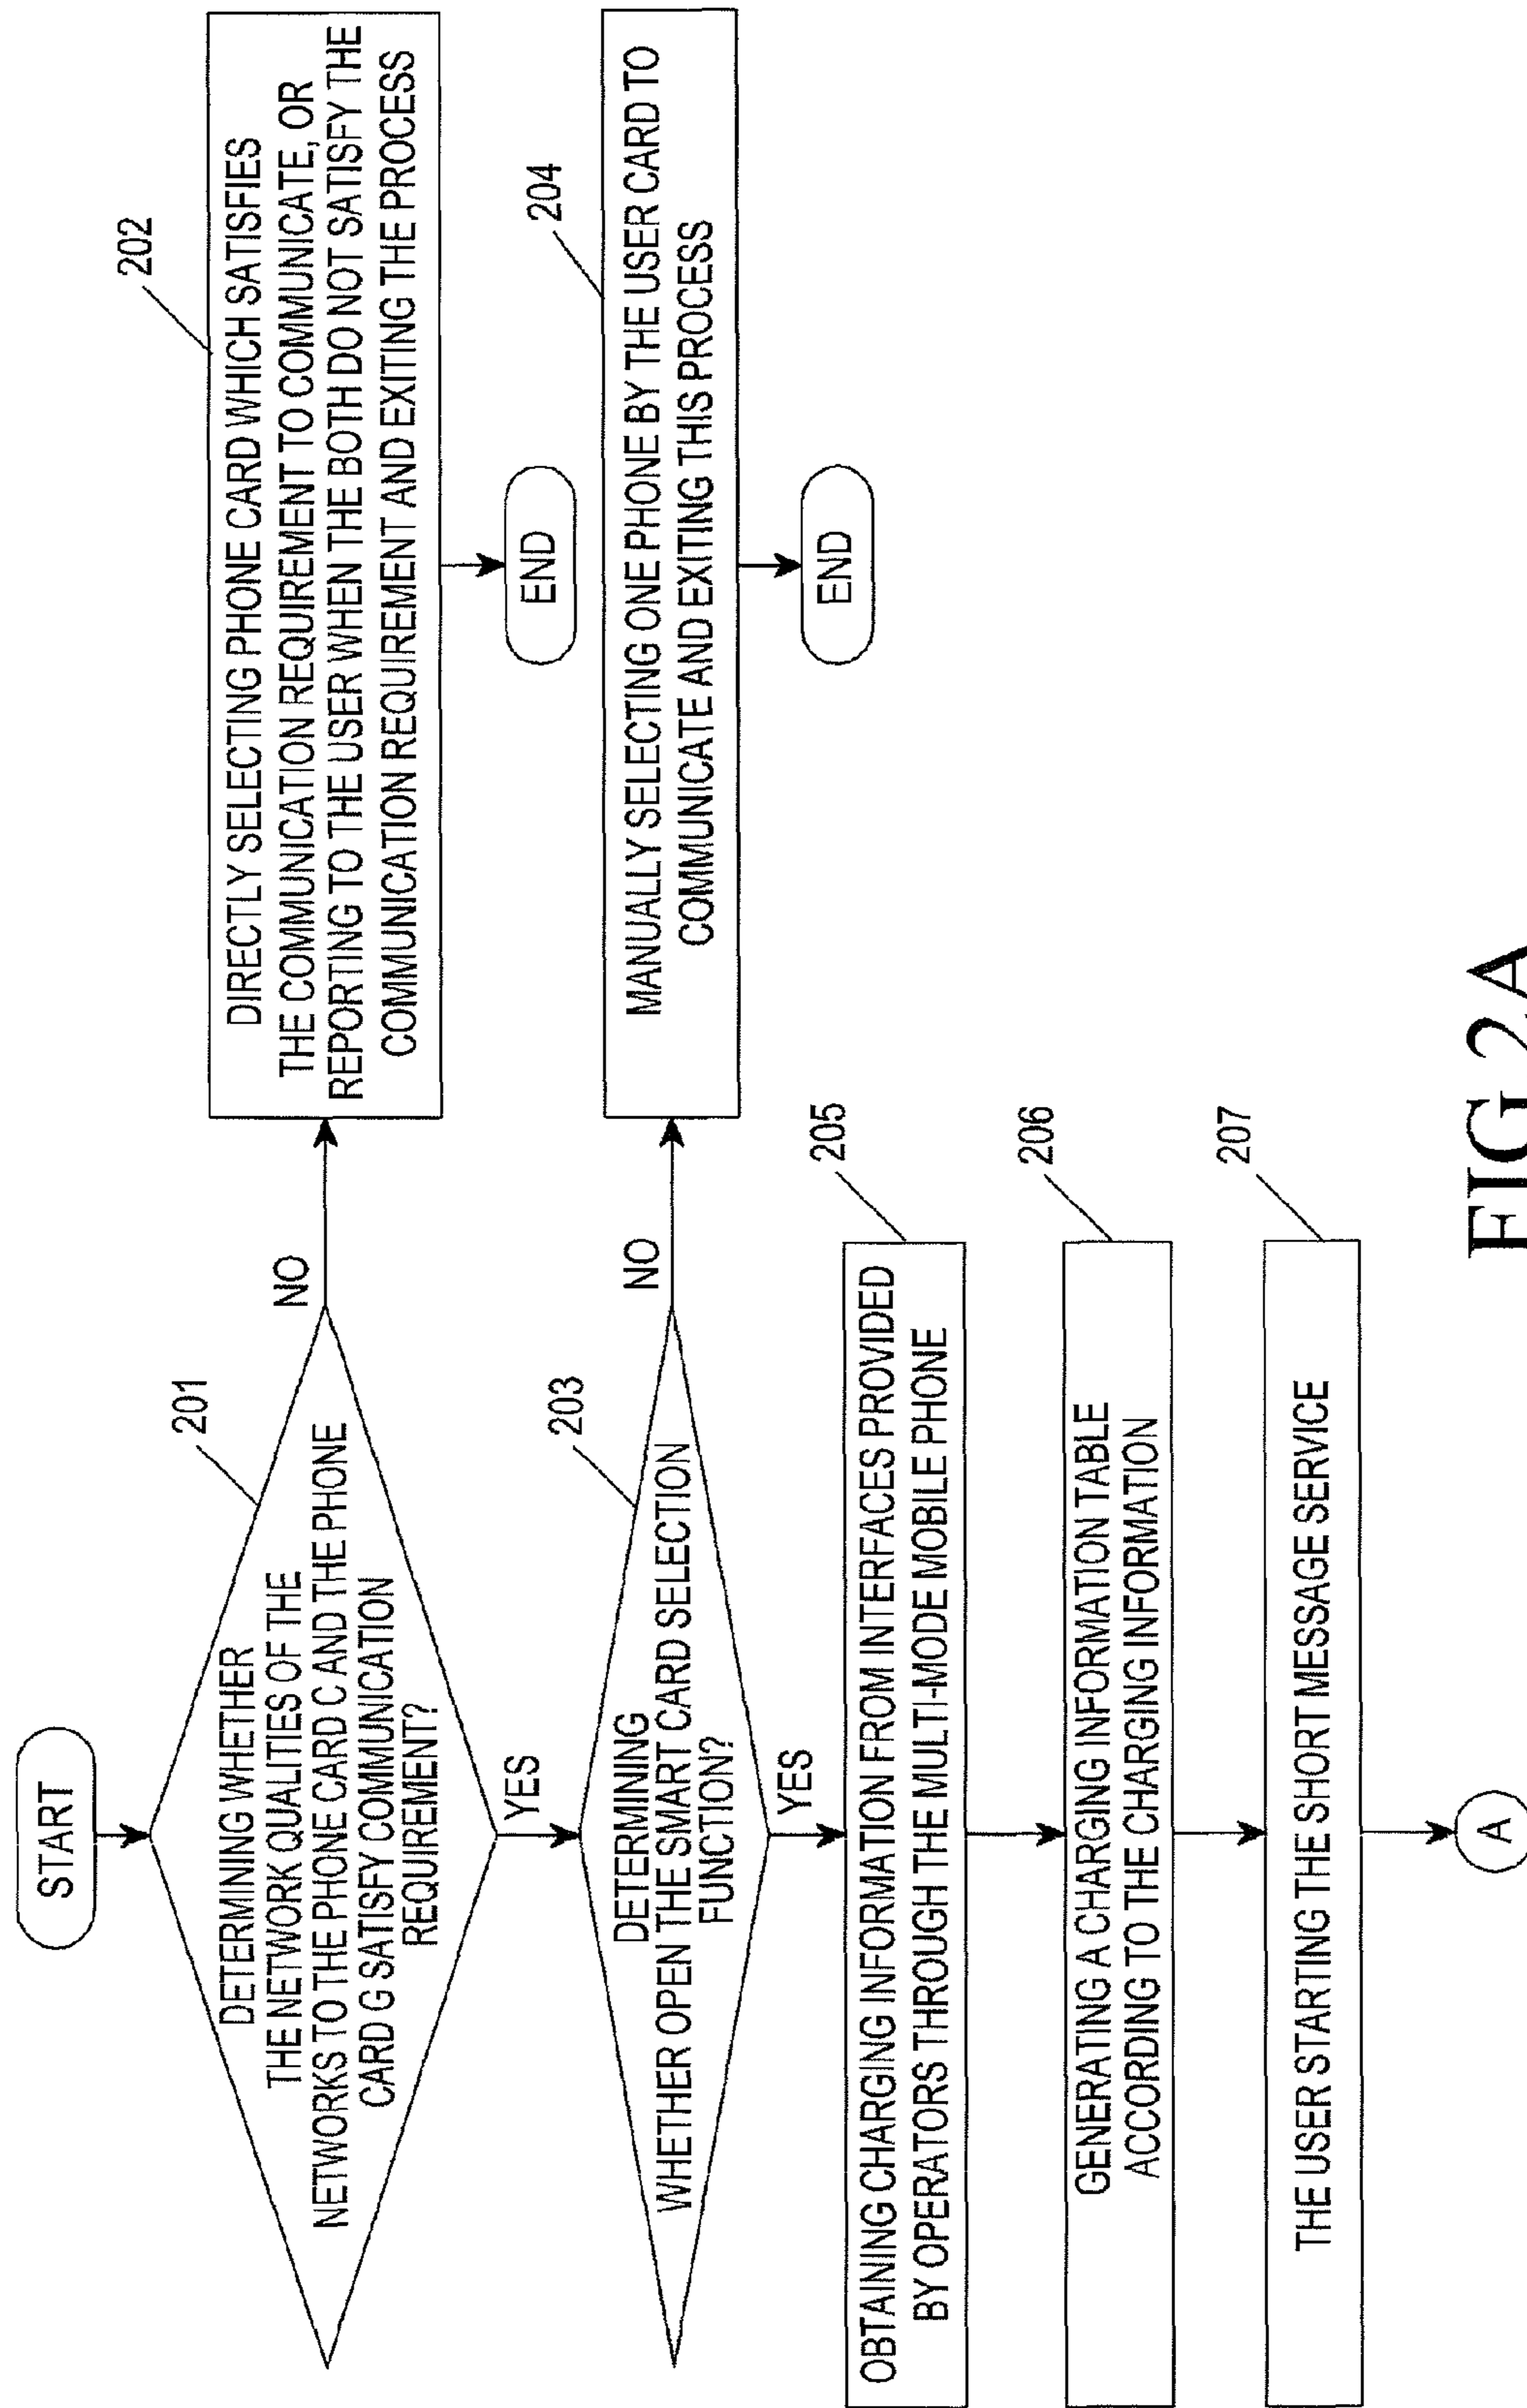 START
201
DETERMINING WHETHER
THE NETWORK QUALITIES OF THE
NETWORKS TO THE PHONE CARD C AND THE PHONE
CARD G SATISFY COMMUNICATION
REQUIREMENT?
NO
202
DIRECTLY SELECTING PHONE CARD WHICH SATISFIES
THE COMMUNICATION REQUIREMENT TO COMMUNICATE, OR
REPORTING TO THE USER WHEN THE BOTH DO NOT SATISFY THE
COMMUNICATION REQUIREMENT AND EXITING THE PROCESS
END
YES
203
DETERMINING
WHETHER OPEN THE SMART CARD SELECTION
FUNCTION?
NO
204
MANUALLY SELECTING ONE PHONE BY THE USER CARD TO
COMMUNICATE AND EXITING THIS PROCESS
END
YES
205
OBTAINING CHARGING INFORMATION FROM INTERFACES PROVIDED
BY OPERATORS THROUGH THE MULTI-MODE MOBILE PHONE
206
GENERATING A CHARGING INFORMATION TABLE
ACCORDING TO THE CHARGING INFORMATION
207
THE USER STARTING THE SHORT MESSAGE SERVICE
A
FIG 2A